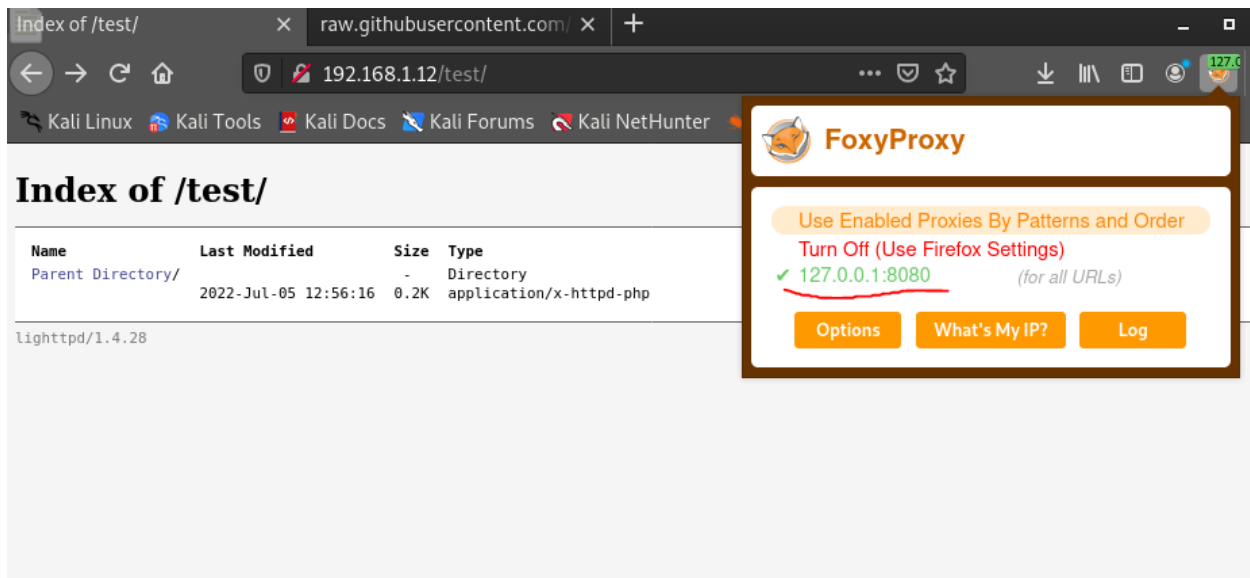 Index of /test/
raw.githubusercontent.com/
192.168.1.12/test/
127.0
Kali Linux Kali Tools Kali Docs Kali Forums Kali NetHunter
FoxyProxy
Use Enabled Proxies By Patterns and Order
Turn Off (Use Firefox Settings)
127.0.0.1:8080 (for all URLs)
Options What's My IP? Log
Index of /test/
Name Last Modified Size Type
Parent Directory/ - Directory
2022-Jul-05 12:56:16 0.2K application/x-httpd-php
lighttpd/1.4.28